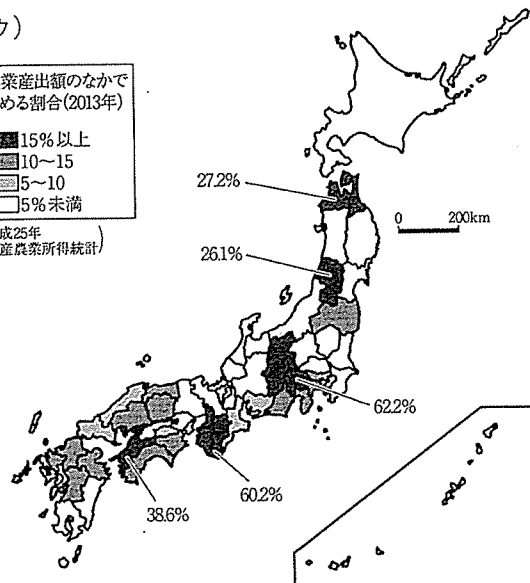 ク)
業産出額のなかで
める割合(2013年)
15%以上
10〜15
5〜10
5%未満
成25年
産農業所得統計)
27.2%
0 200km
26.1%
62.2%
60.2%
38.6%